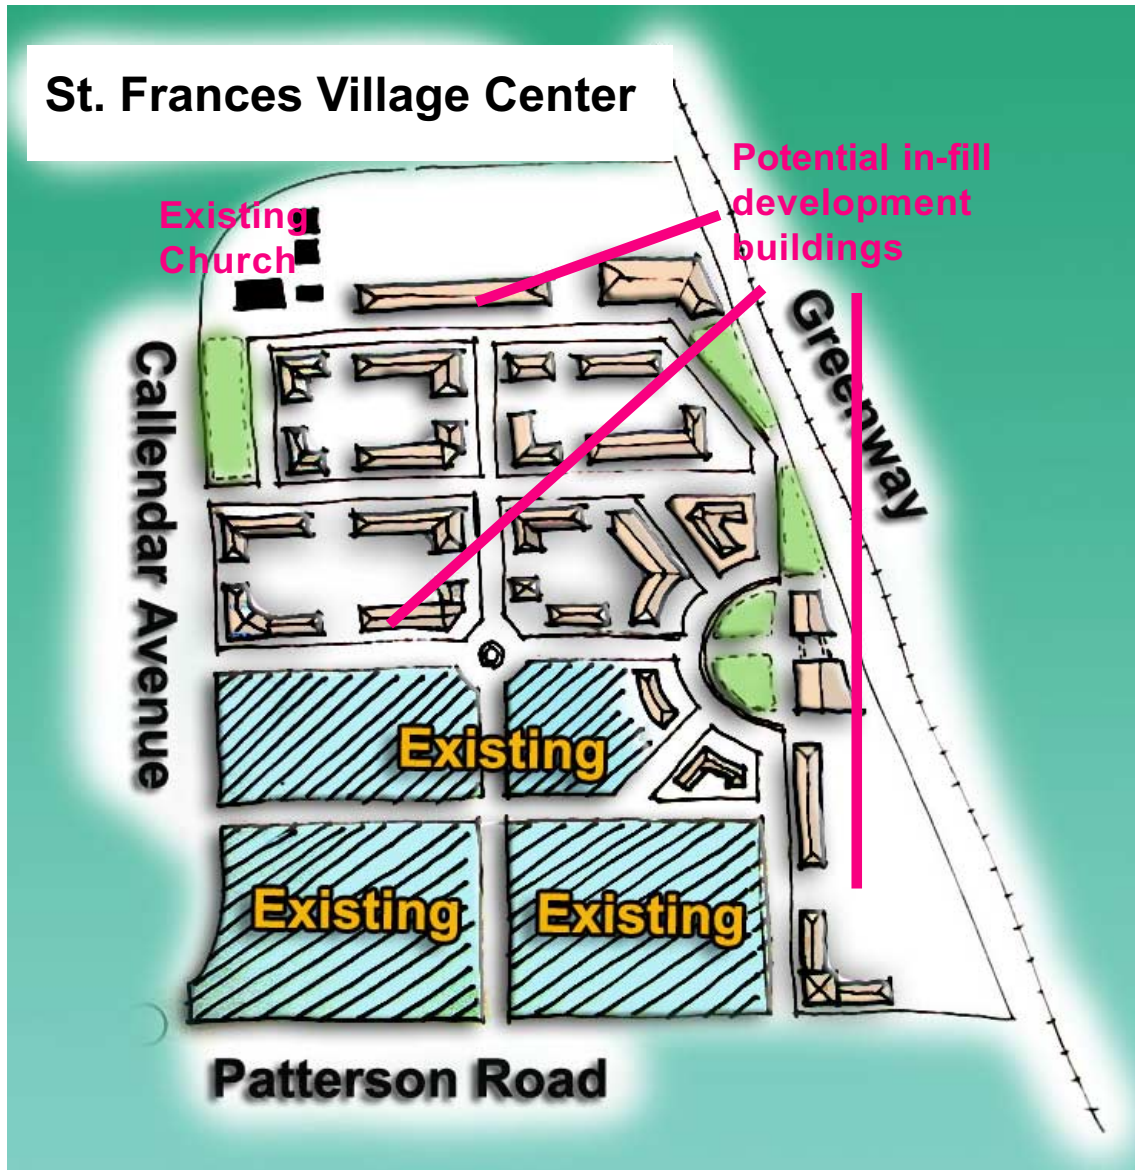 St. Frances Village Center
Potential in-fill
development
buildings
Existing
Church
Greenway
Callendar Avenue
Existing
Existing
Existing
Patterson Road